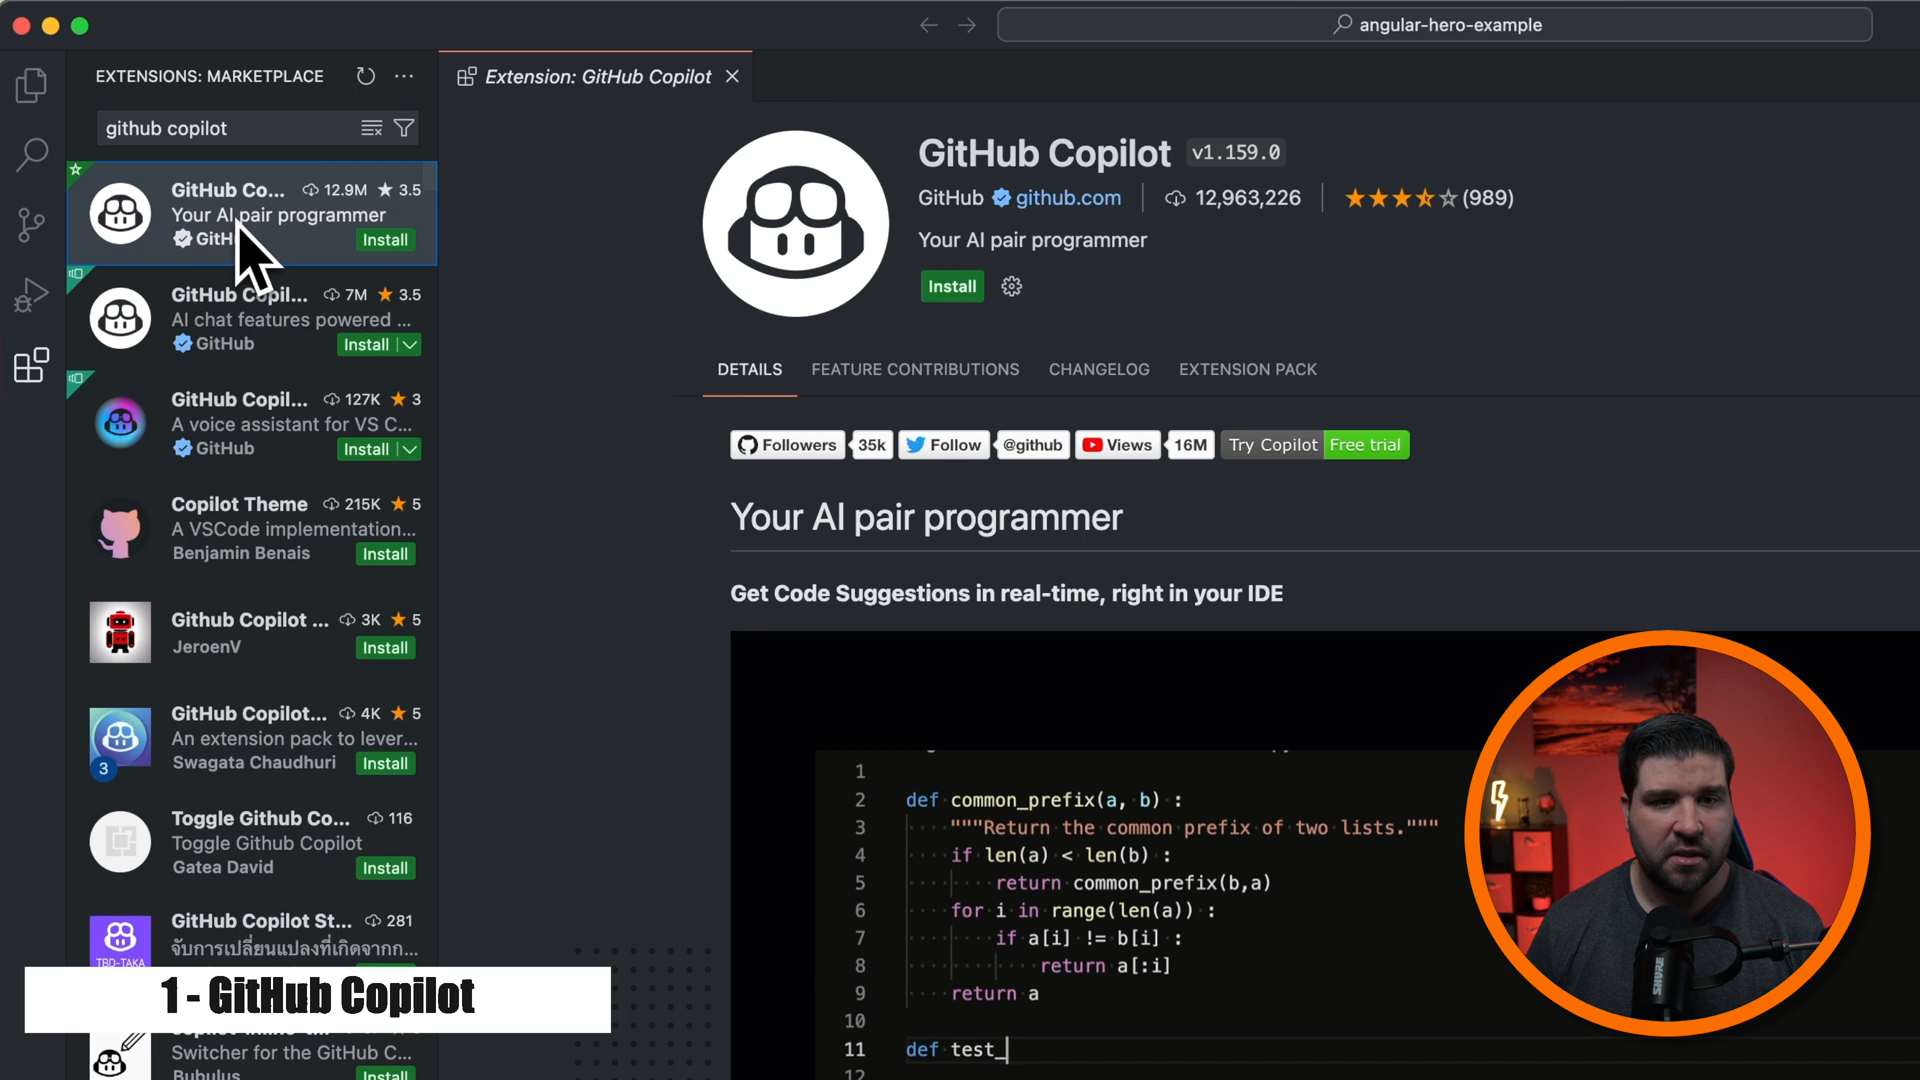 angular-hero-example
EXTENSIONS: MARKETPLACE
Extension: GitHub Copilot
github copilot
GitHub Co... 12.9M 3.5
Your AI pair programmer
Install
GitHub Copil... 7M 3.5
AI chat features powered ...
GitHub Install
GitHub Copil... 127K 3
A voice assistant for VS C...
GitHub Install
Copilot Theme 215K 5
A VSCode implementation...
Benjamin Benais Install
Github Copilot ... 3K 5
JeroenV Install
GitHub Copilot... 4K 5
An extension pack to lever...
3 Swagata Chaudhuri Install
Toggle Github Co... 116
Toggle Github Copilot
Gatea David Install
GitHub Copilot St... 281
จับการเปลี่ยนแปลงที่เกิดจากก...
TBD-TAKA
1 - GitHub Copilot
Switcher for the GitHub C...
Bubulus Install
GitHub Copilot v1.159.0
GitHub github.com 12,963,226 (989)
Your AI pair programmer
Install
DETAILS FEATURE CONTRIBUTIONS CHANGELOG EXTENSION PACK
Followers 35k Follow @github Views 16M Try Copilot Free trial
Your AI pair programmer
Get Code Suggestions in real-time, right in your IDE
1
2 def common_prefix(a, b) :
3 """Return the common prefix of two lists."""
4 if len(a) < len(b) :
5 return common_prefix(b,a)
6 for i in range(len(a)) :
7 if a[i] != b[i] :
8 return a[:i]
9 return a
10
11 def test_
12
SHURE